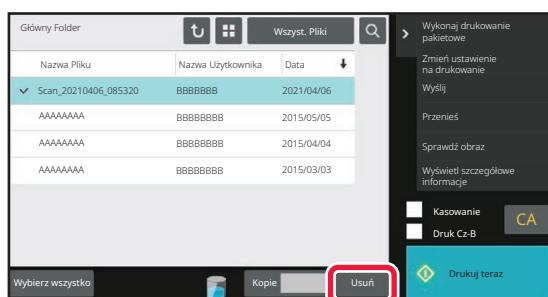 Główny Folder
Wszyst. Pliki
Nazwa Pliku Nazwa Użytkownika Data
Scan_20210406_085320 BBBBBBB 2021/04/06
AAAAAAAA BBBBBBBB 2015/05/05
AAAAAAAA BBBBBBBB 2015/04/04
AAAAAAAA BBBBBBBB 2015/03/03
Wybierz wszystko
Kopie
Usuń
Wykonaj drukowanie
pakietowe
Zmień ustawienie
na drukowanie
Wyślij
Przenieś
Sprawdź obraz
Wyświetl szczegółowe
informacje
Kasowanie
Druk Cz-B
CA
Drukuj teraz